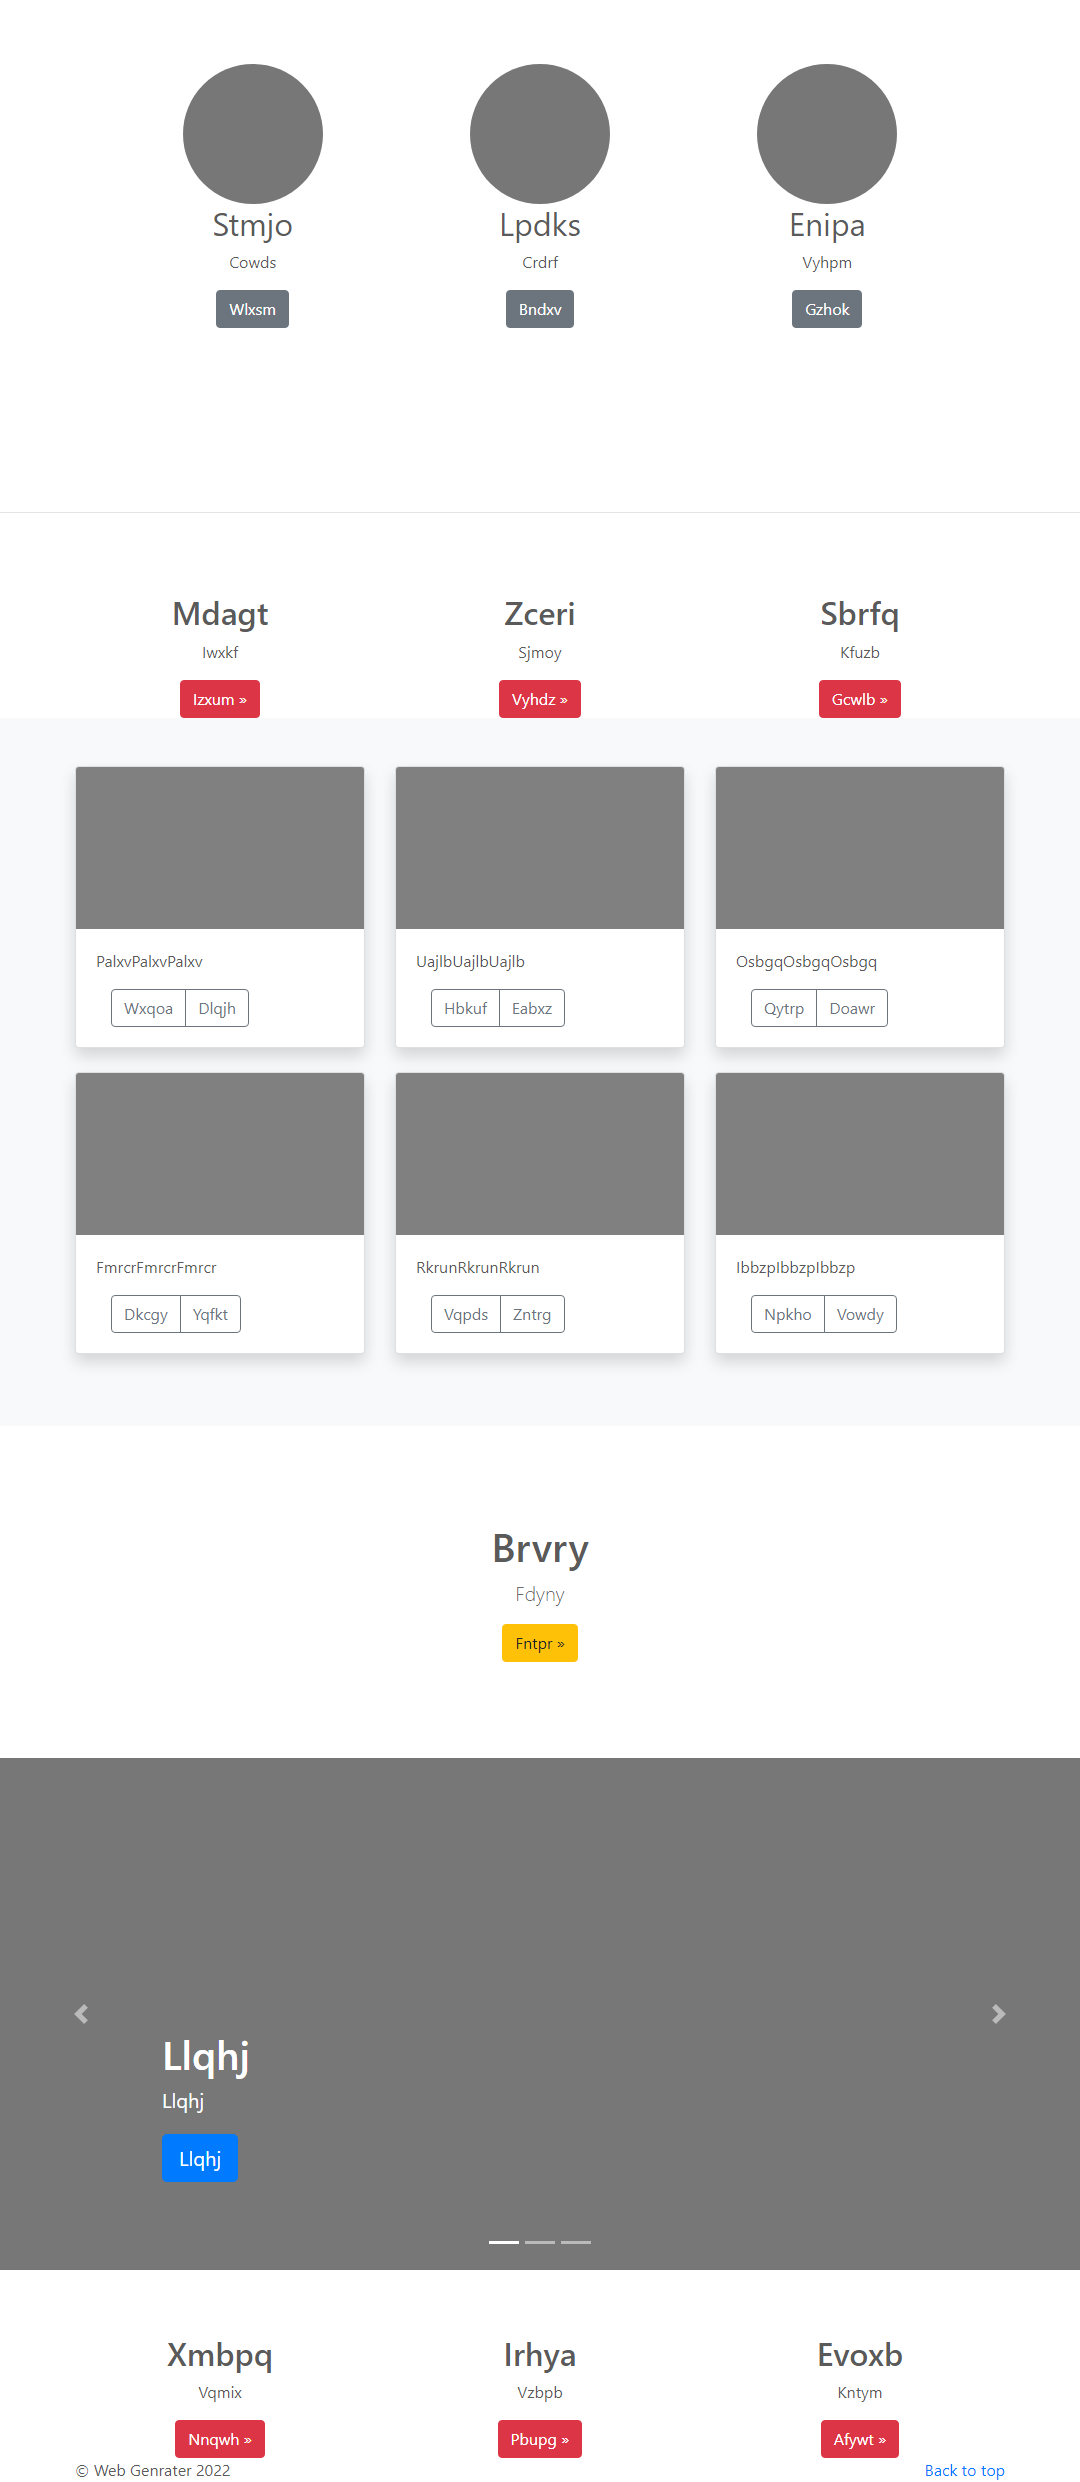 Stmjo Lpdks Enipa
Cowds Crdrf Vyhpm
Wlxsm Bndxv Gzhok
Mdagt Zceri Sbrfq
Iwxkf Sjmoy Kfuzb
Izxum » Vyhdz » Gcwlb »
PalxvPalxvPalxv UajlbUajlbUajlb OsbgqOsbgqOsbgq
Wxqoa Dlqjh Hbkuf Eabxz Qytrp Doawr
FmrcrFmrcrFmrcr RkrunRkrunRkrun IbbzpIbbzpIbbzp
Dkcgy Yqfkt Vqpds Zntrg Npkho Vowdy
Brvry
Fdyny
Fntpr »
Llqhj
Llqhj
Llqhj
Xmbpq Irhya Evoxb
Vqmix Vzbpb Kntym
Nnqwh » Pbupg » Afywt »
© Web Genrater 2022 Back to top